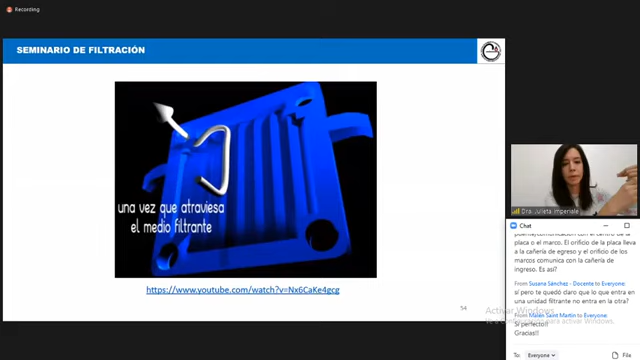 Recording
SEMINARIO DE FILTRACIÓN
una vez que atraviesa
el medio filtrante
https://www.youtube.com/watch?v=Nx6CaKe4gcg
54
Dra. Julieta Imperiale
Chat
placa o el marco. El orificio de la placa lleva
a la cañería de egreso y el orificio de los
marcos comunica con la cañería de
ingreso. Es así?
From Susana Sánchez - Docente to Everyone:
sí pero te quedó claro que lo que entra en
una unidad filtrante no entra en la otra?
From Malén Saint Martin to Everyone:
Si perfecto!!
Gracias!!
Activar Windows
To: Everyone
File